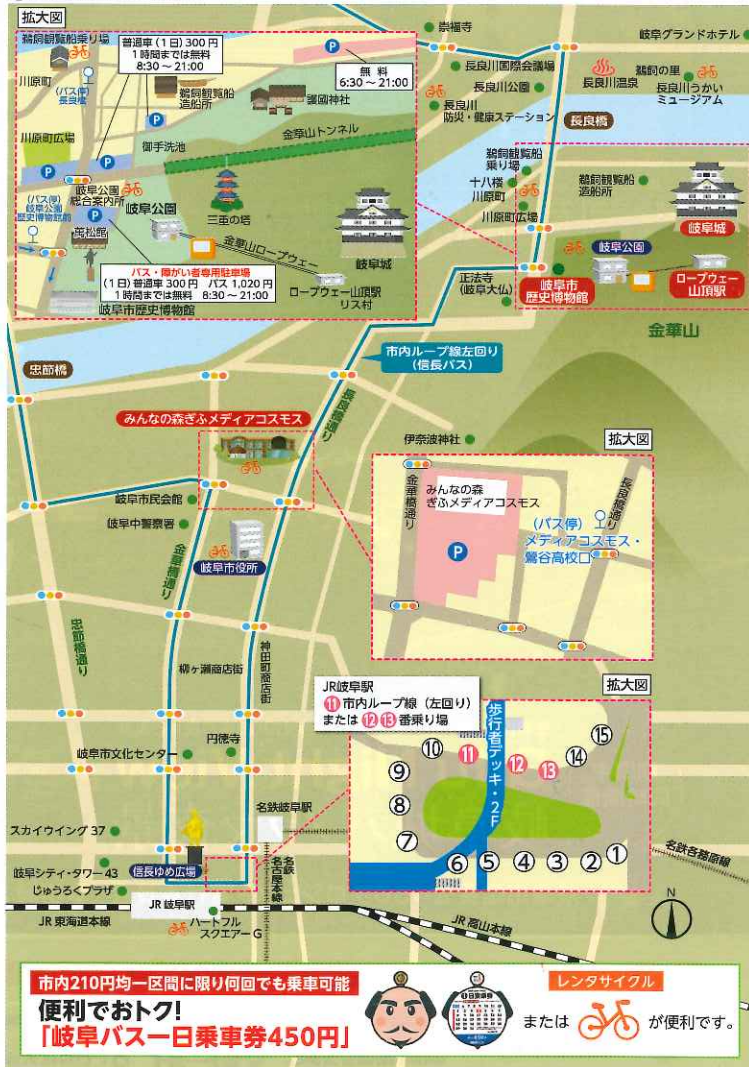 拡大図
鵜飼観覧船乗り場
普通車（1日）300円
1時間までは無料
8:30～21:00
P
無料
6:30～21:00
川原町
(バス停)
長良橋
P
鵜飼観覧船
造船所
護國神社
川原町広場
P
P
御手洗池
金華山トンネル
岐阜公園
総合案内所
(バス停)
岐阜公園
歴史博物館前
P
岐阜公園
三重の塔
萬松館
金華山ロープウェー
岐阜城
バス・障がい者専用駐車場
(1日) 普通車 300円　バス 1,020円
1時間までは無料　8:30～21:00
ロープウェー山頂駅
リス村
岐阜市歴史博物館
崇福寺
岐阜グランドホテル
長良川国際会議場
長良川公園
長良川
防災・健康ステーション
長良川温泉
鵜飼の里
長良川うかい
ミュージアム
長良橋
鵜飼観覧船
乗り場
十八楼
川原町
川原町広場
鵜飼観覧船
造船所
岐阜城
岐阜公園
正法寺
(岐阜大仏)
岐阜市
歴史博物館
ロープウェー
山頂駅
金華山
忠節橋
市内ループ線左回り
(信長バス)
長良橋通り
みんなの森ぎふメディアコスモス
伊奈波神社
拡大図
金華橋通り
みんなの森
ぎふメディアコスモス
P
長良橋通り
(バス停)
メディアコスモス・
鶯谷高校口
岐阜市民会館
岐阜中警察署
金華橋通り
岐阜市役所
忠節橋通り
柳ヶ瀬商店街
神田町商店街
JR岐阜駅
⑪市内ループ線（左回り）
または⑫⑬番乗り場
拡大図
歩行者デッキ・2F
⑩
⑪
⑫
⑬
⑭
⑮
⑨
⑧
⑦
⑥
⑤
④
③
②
①
岐阜市文化センター
円徳寺
名鉄岐阜駅
スカイウイング37
岐阜シティ・タワー43
信長ゆめ広場
じゅうろくプラザ
名鉄
名古屋本線
名鉄各務原線
JR岐阜駅
JR東海道本線
ハートフル
スクエアーG
JR高山本線
N
市内210円均一区間に限り何回でも乗車可能
便利でおトク!
「岐阜バス一日乗車券450円」
レンタサイクル
または
が便利です。